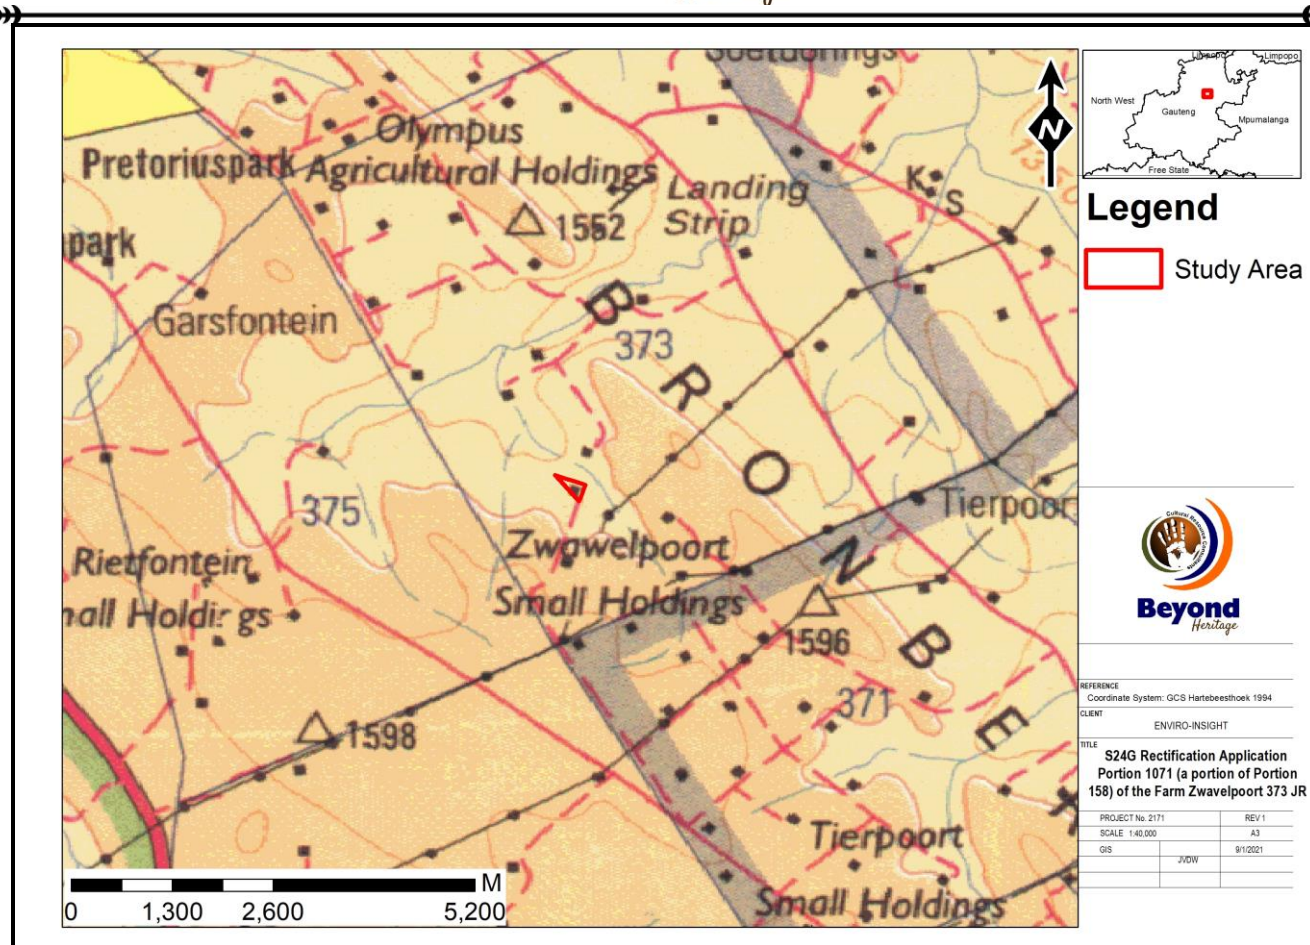 Olympus
Pretoriuspark Agricultural Holdings
Landing
Strip
K
S
1552
park
Garsfontein
B
373
R
O
375
Tierpoor
N
Zwawelpoort
Rietfontein
Small Holdings
1596
B
371
E
1598
Tierpoort
Small Holdings
M
0 1,300 2,600 5,200
N
Limpopo
Limpopo
North West
Gauteng
Mpumalanga
Free State
Legend
Study Area
Beyond
Heritage
REFERENCE
Coordinate System: GCS Hartebeesthoek 1994
CLIENT
ENVIRO-INSIGHT
TITLE
S24G Rectification Application
Portion 1071 (a portion of Portion
158) of the Farm Zwavelpoort 373 JR
PROJECT No. 2171 REV 1
SCALE 1:40,000 A3
GIS 9/1/2021
JVDW